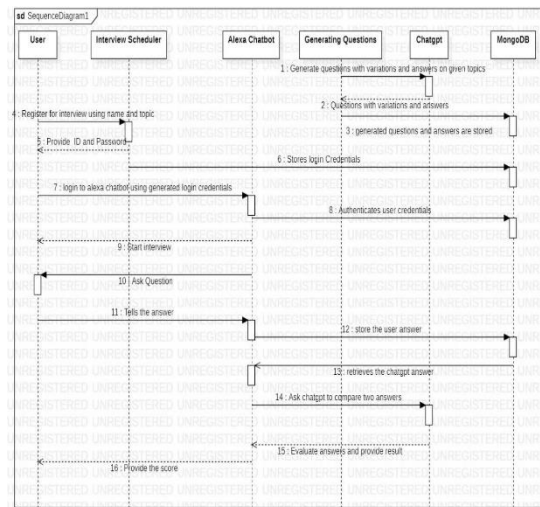 sd SequenceDiagram1
User
Interview Scheduler
Alexa Chatbot
Generating Questions
Chatgpt
MongoDB
1 : Generate questions with variations and answers on given topics
2 : Questions with variations and answers
3 : generated questions and answers are stored
4 : Register for interview using name and topic
5 : Provide ID and Password
6 : Stores login Credentials
7 : login to alexa chatbot using generated login credentials
8 : Authenticates user credentials
9 : Start interview
10 : Ask Question
11 : Tells the answer
12 : store the user answer
13 : retrieves the chatgpt answer
14 : Ask chatgpt to compare two answers
15 : Evaluate answers and provide result
16 : Provide the score